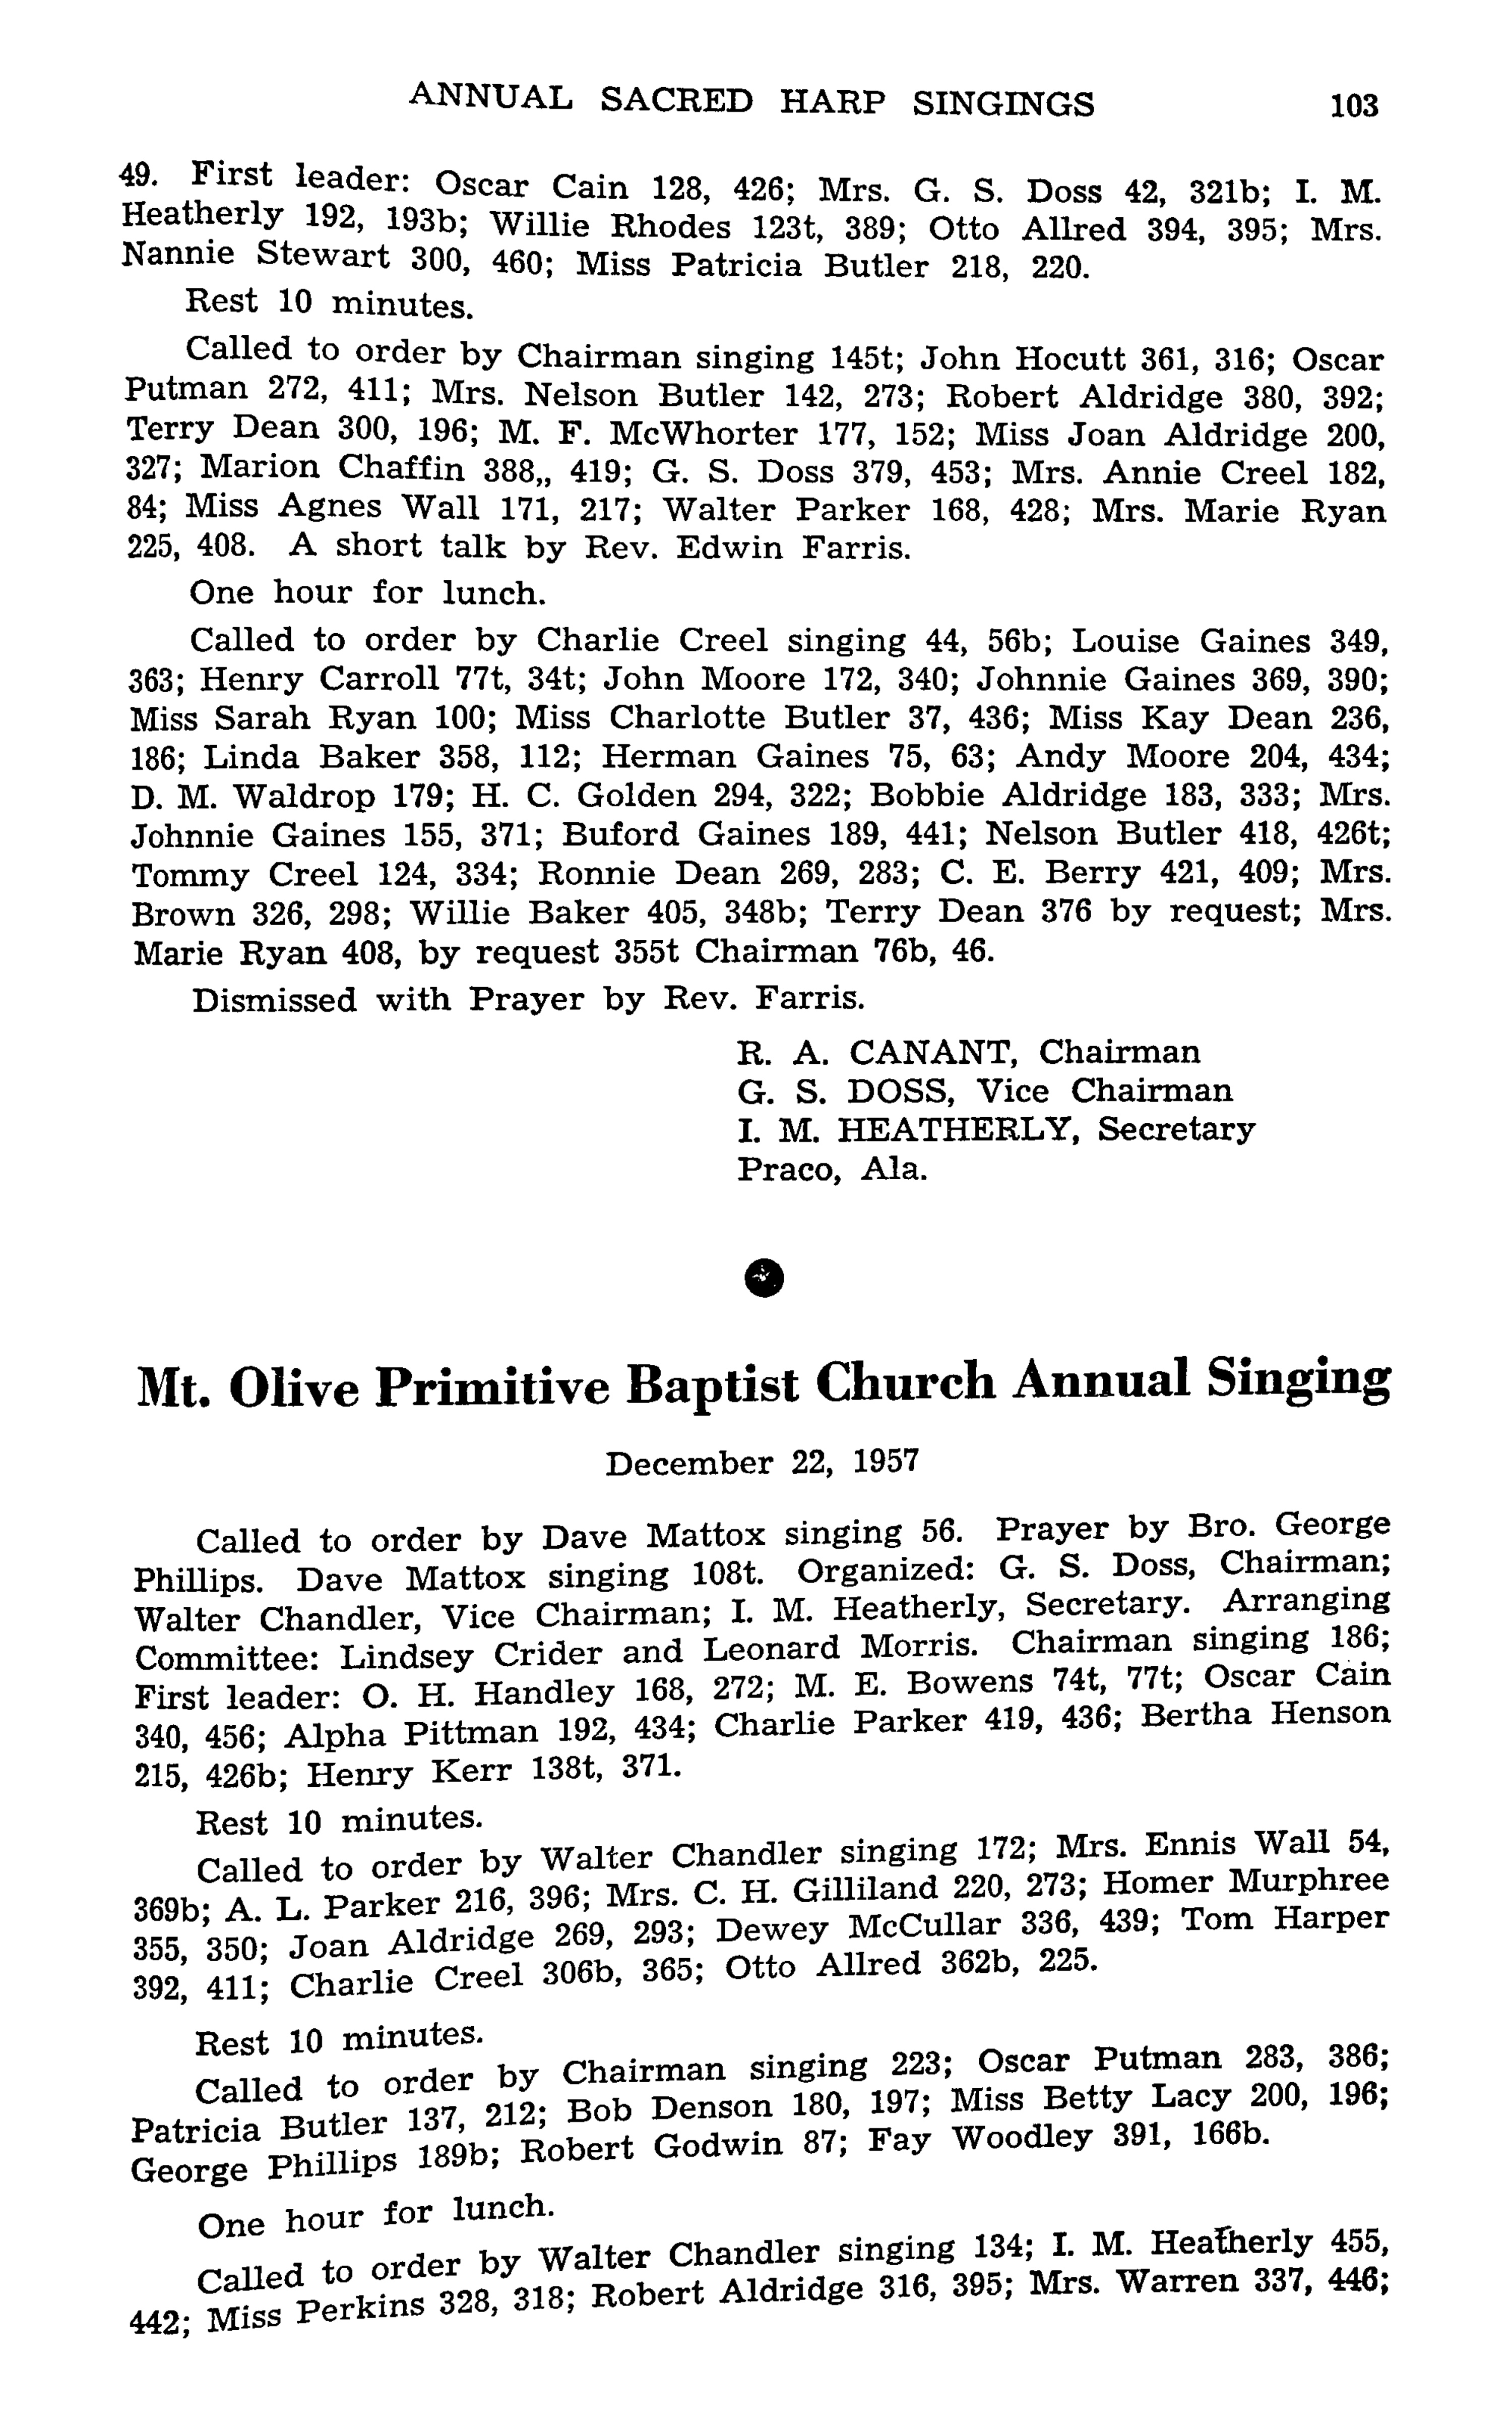 ANNUAL SACRED HARP SINGINGS 103
49. First leader: Oscar Cain 128, 426; Mrs. G. S. Doss 42, 321b; I. M.
Heatherly 192, 193b; Willie Rhodes 123t, 389; Otto Allred 394, 395; Mrs.
Nannie Stewart 300, 460; Miss Patricia Butler 218, 220.
Rest 10 minutes.
Called to order by Chairman singing 145t; John Hocutt 361, 316; Oscar
Putman 272, 411; Mrs. Nelson Butler 142, 273; Robert Aldridge 380, 392;
Terry Dean 300, 196; M. F. McWhorter 177, 152; Miss Joan Aldridge 200,
327; Marion Chaffin 388,, 419; G. S. Doss 379, 453; Mrs. Annie Creel 182,
84; Miss Agnes Wall 171, 217; Walter Parker 168, 428; Mrs. Marie Ryan
225, 408. A short talk by Rev. Edwin Farris.
One hour for lunch.
Called to order by Charlie Creel singing 44, 56b; Louise Gaines 349,
363; Henry Carroll 77t, 34t; John Moore 172, 340; Johnnie Gaines 369, 390;
Miss Sarah Ryan 100; Miss Charlotte Butler 37, 436; Miss Kay Dean 236,
186; Linda Baker 358, 112; Herman Gaines 75, 63; Andy Moore 204, 434;
D. M. Waldrop 179; H. C. Golden 294, 322; Bobbie Aldridge 183, 333; Mrs.
Johnnie Gaines 155, 371; Buford Gaines 189, 441; Nelson Butler 418, 426t;
Tommy Creel 124, 334; Ronnie Dean 269, 283; C. E. Berry 421, 409; Mrs.
Brown 326, 298; Willie Baker 405, 348b; Terry Dean 376 by request; Mrs.
Marie Ryan 408, by request 355t Chairman 76b, 46.
Dismissed with Prayer by Rev. Farris.
R. A. CANANT, Chairman
G. S. DOSS, Vice Chairman
I. M. HEATHERLY, Secretary
Praco, Ala.
Mt. Olive Primitive Baptist Church Annual Singing
December 22, 1957
Called to order by Dave Mattox singing 56. Prayer by Bro. George
Phillips. Dave Mattox singing 108t. Organized: G. S. Doss, Chairman;
Walter Chandler, Vice Chairman; I. M. Heatherly, Secretary. Arranging
Committee: Lindsey Crider and Leonard Morris. Chairman singing 186;
First leader: O. H. Handley 168, 272; M. E. Bowens 74t, 77t; Oscar Cain
340, 456; Alpha Pittman 192, 434; Charlie Parker 419, 436; Bertha Henson
215, 426b; Henry Kerr 138t, 371.
Rest 10 minutes.
Called to order by Walter Chandler singing 172; Mrs. Ennis Wall 54,
369b; A. L. Parker 216, 396; Mrs. C. H. Gilliland 220, 273; Homer Murphree
355, 350; Joan Aldridge 269, 293; Dewey McCullar 336, 439; Tom Harper
392, 411; Charlie Creel 306b, 365; Otto Allred 362b, 225.
Rest 10 minutes.
Called to order by Chairman singing 223; Oscar Putman 283, 386;
Patricia Butler 137, 212; Bob Denson 180, 197; Miss Betty Lacy 200, 196;
George Phillips 189b; Robert Godwin 87; Fay Woodley 391, 166b.
One hour for lunch.
Called to order by Walter Chandler singing 134; I. M. Heatherly 455,
442; Miss Perkins 328, 318; Robert Aldridge 316, 395; Mrs. Warren 337, 446;